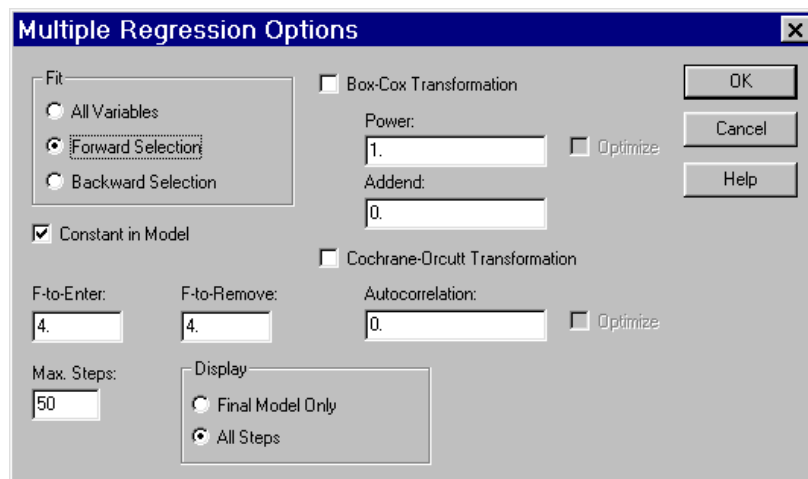 Multiple Regression Options
Fit
All Variables
Forward Selection
Backward Selection
Constant in Model
F-to-Enter:
4.
F-to-Remove:
4.
Max. Steps:
50
Display
Final Model Only
All Steps
Box-Cox Transformation
Power:
1.
Optimize
Addend:
0.
Cochrane-Orcutt Transformation
Autocorrelation:
0.
Optimize
OK
Cancel
Help